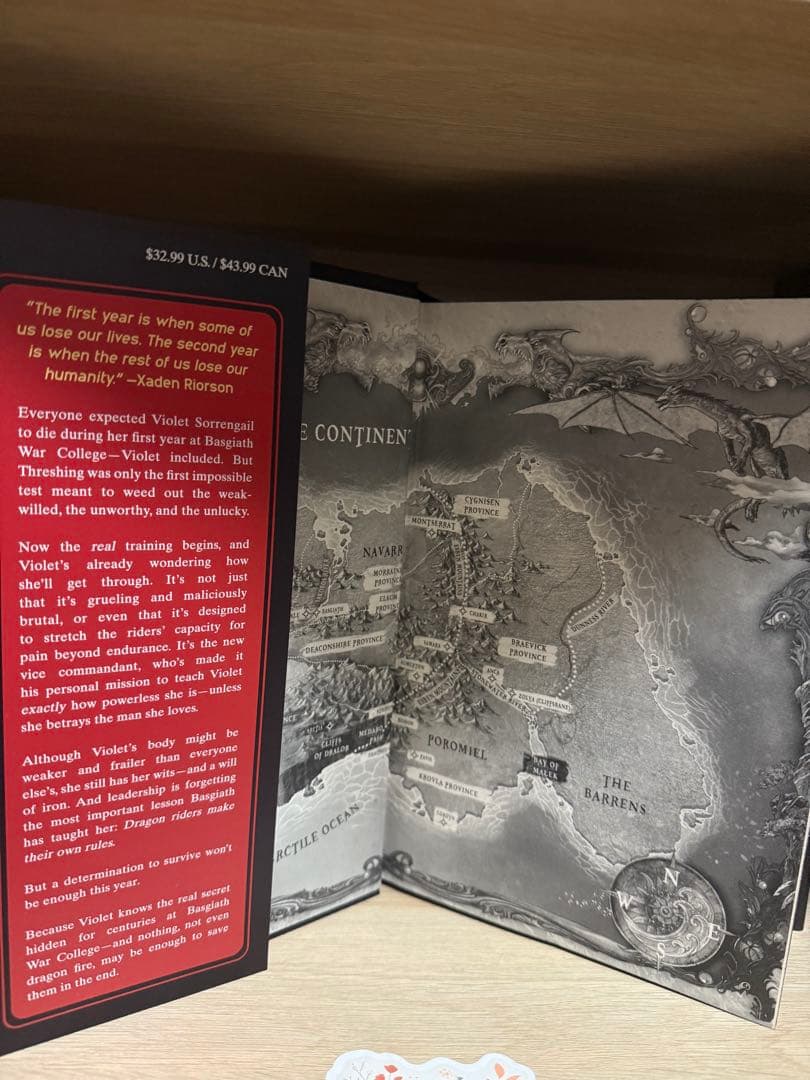 $32.99 U.S. / $43.99 CAN
"The first year is when some of
us lose our lives. The second year
is when the rest of us lose our
humanity." —Xaden Riorson
Everyone expected Violet Sorrengail
to die during her first year at Basgiath
War College—Violet included. But
Threshing was only the first impossible
test meant to weed out the weak-
willed, the unworthy, and the unlucky.
Now the real training begins, and
Violet's already wondering how
she'll get through. It's not just
that it's grueling and maliciously
brutal, or even that it's designed
to stretch the riders' capacity for
pain beyond endurance. It's the new
vice commandant, who's made it
his personal mission to teach Violet
exactly how powerless she is—unless
she betrays the man she loves.
Although Violet's body might be
weaker and frailer than everyone
else's, she still has her wits—and a will
of iron. And leadership is forgetting
the most important lesson Basgiath
has taught her: Dragon riders make
their own rules.
But a determination to survive won't
be enough this year.
Because Violet knows the real secret
hidden for centuries at Basgiath
War College—and nothing, not even
dragon fire, may be enough to save
them in the end.
E CONTINENT
CYGNISEN
PROVINCE
MONTSERRAT
NAVARR
MORRAINE
PROVINCE
ELSUM
PROVINCE
BASGIATH
CHAKIR
DUNNESS RIVER
DEACONSHIRE PROVINCE
SAMARA
BRAEVICK
PROVINCE
STONEWATER RIVER
ZOLYA (CLIFFSBANE)
CLIFFS
OF DRALOR
POROMIEL
BAY OF
MALEK
KROVLA PROVINCE
THE
BARRENS
RCTILE OCEAN
N
W
E
S